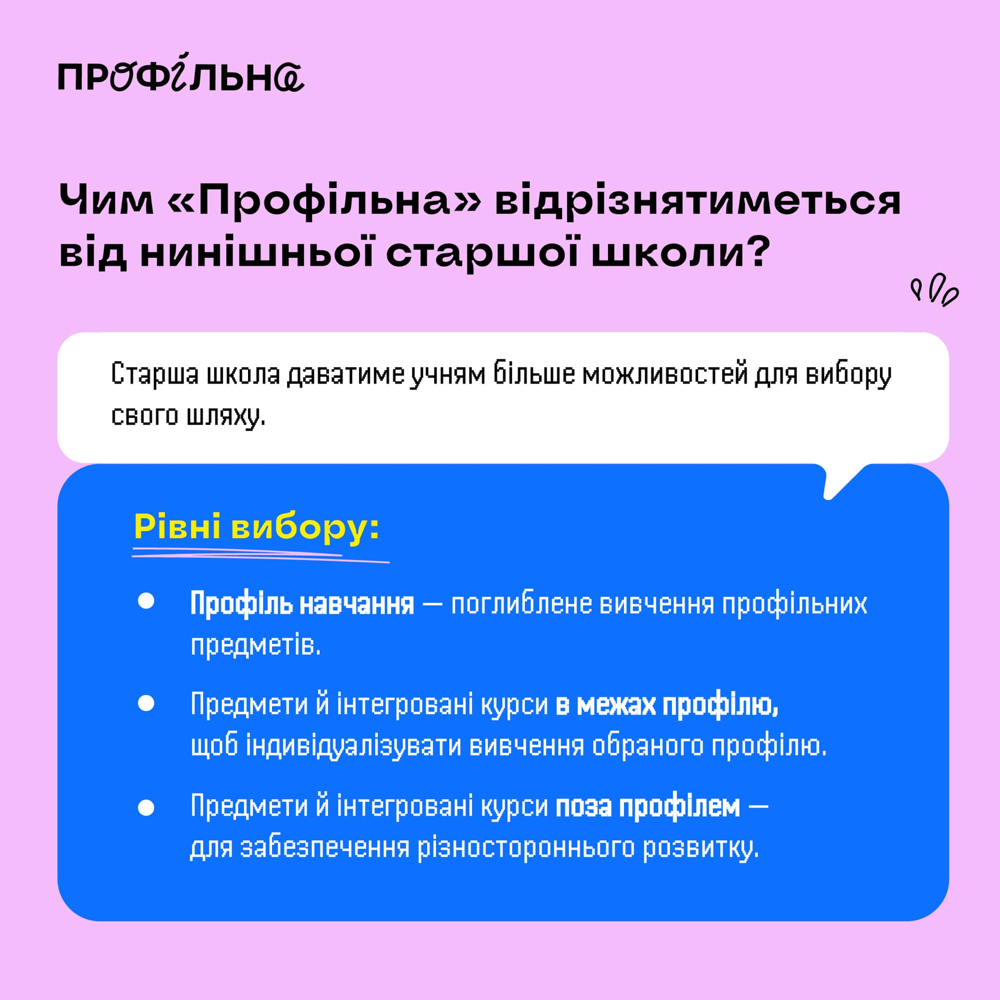 ПРОФІЛЬНА
Чим «Профільна» відрізнятиметься
від нинішньої старшої школи?
Старша школа даватиме учням більше можливостей для вибору
свого шляху.
Рівні вибору:
Профіль навчання — поглиблене вивчення профільних
предметів.
Предмети й інтегровані курси в межах профілю,
щоб індивідуалізувати вивчення обраного профілю.
Предмети й інтегровані курси поза профілем —
для забезпечення різностороннього розвитку.